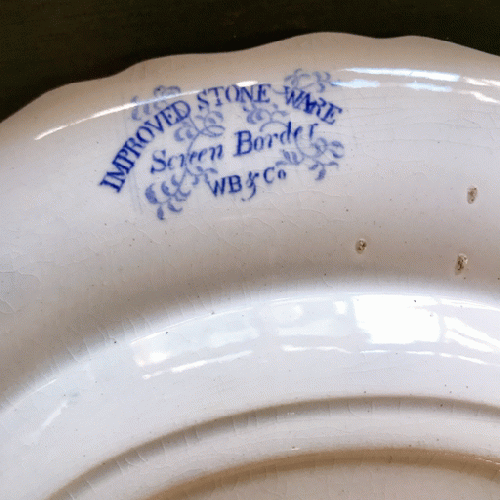 IMPROVED STONE WARE
Screen Border
WB & Co